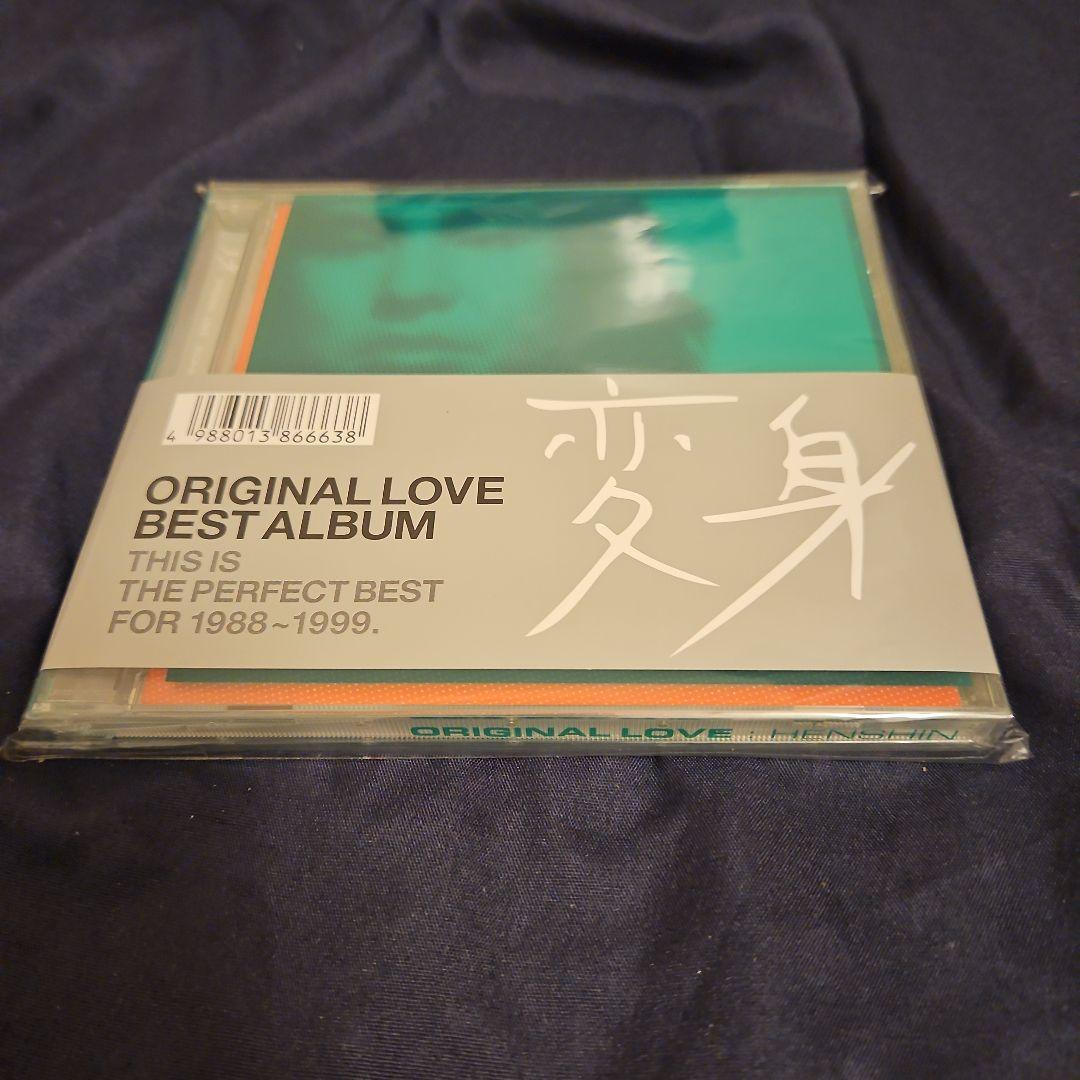 4 988013 866638
変身
ORIGINAL LOVE
BEST ALBUM
THIS IS
THE PERFECT BEST
FOR 1988~1999.
ORIGINAL LOVE : HENSHIN